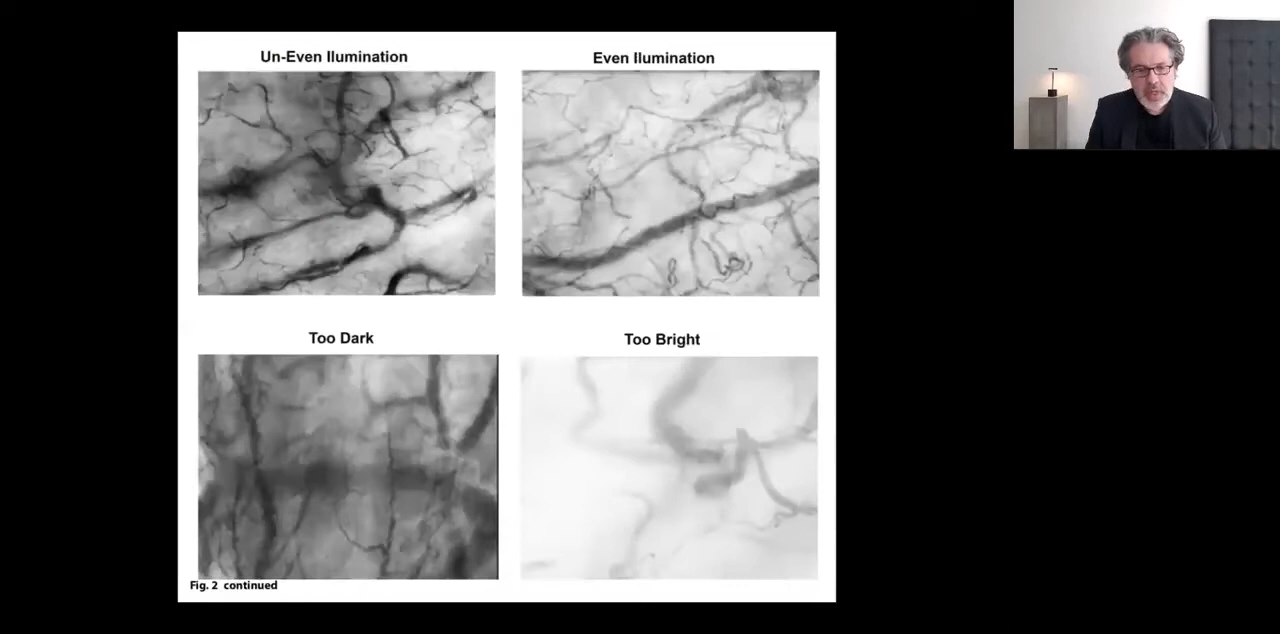 Un-Even Ilumination
Even Ilumination
Too Dark
Too Bright
Fig. 2 continued